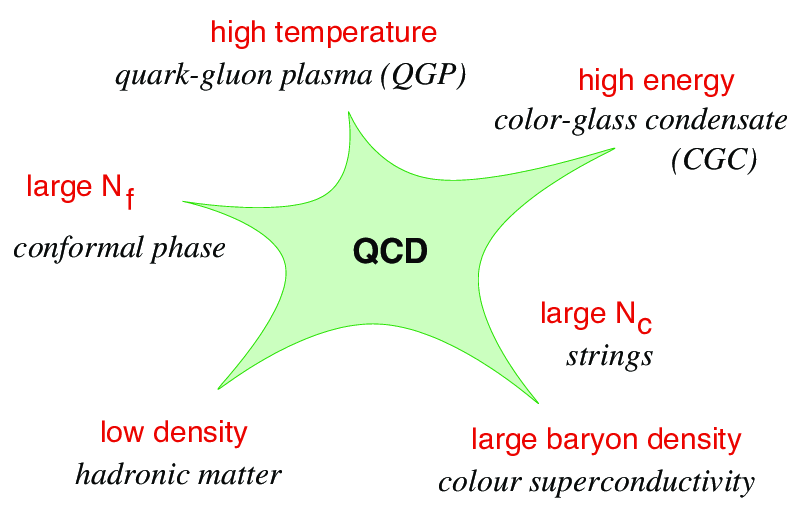 high temperature
quark-gluon plasma (QGP)
high energy
color-glass condensate
(CGC)
large N_f
conformal phase
QCD
large N_c
strings
low density
hadronic matter
large baryon density
colour superconductivity